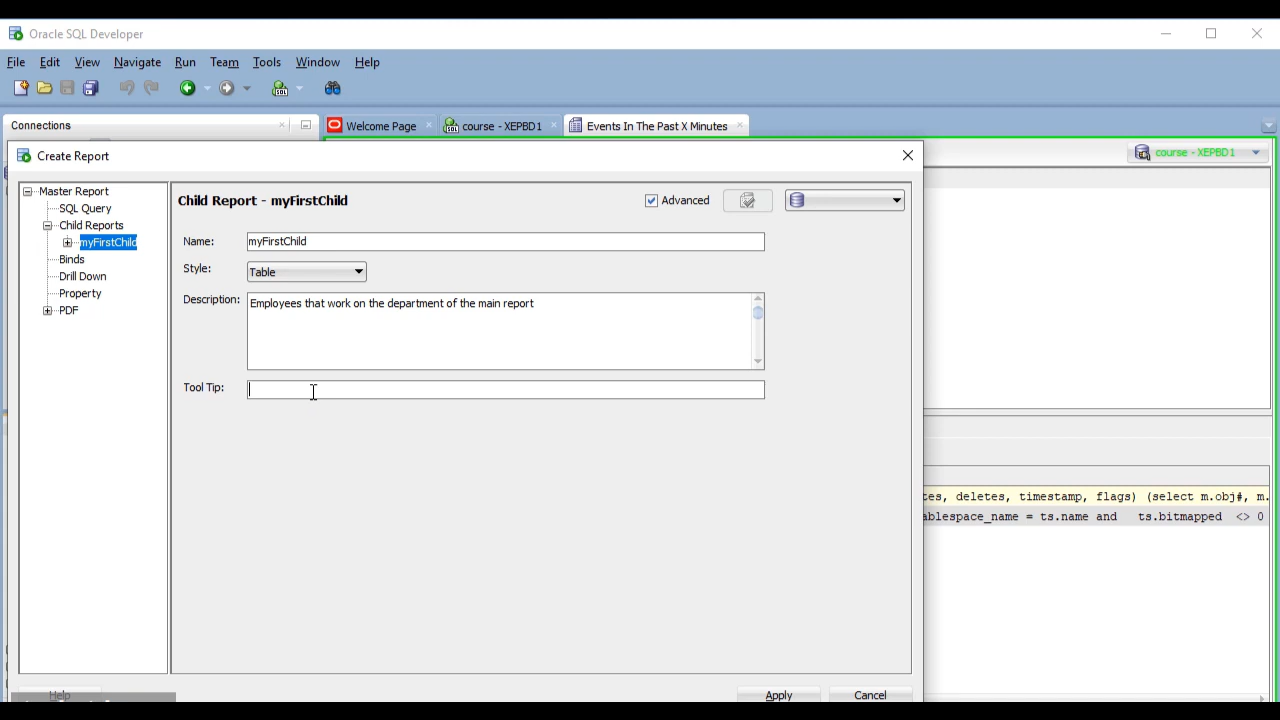 Oracle SQL Developer
File Edit View Navigate Run Team Tools Window Help
Connections
Welcome Page
course - XEPBD1
Events In The Past X Minutes
Create Report
course - XEPBD1
Master Report
SQL Query
Child Reports
myFirstChild
Binds
Drill Down
Property
PDF
Child Report - myFirstChild
Advanced
Name: myFirstChild
Style: Table
Description: Employees that work on the department of the main report
Tool Tip:
tes, deletes, timestamp, flags) (select m.obj#, m.
ablespace_name = ts.name and ts.bitmapped <> 0
Help
Apply
Cancel